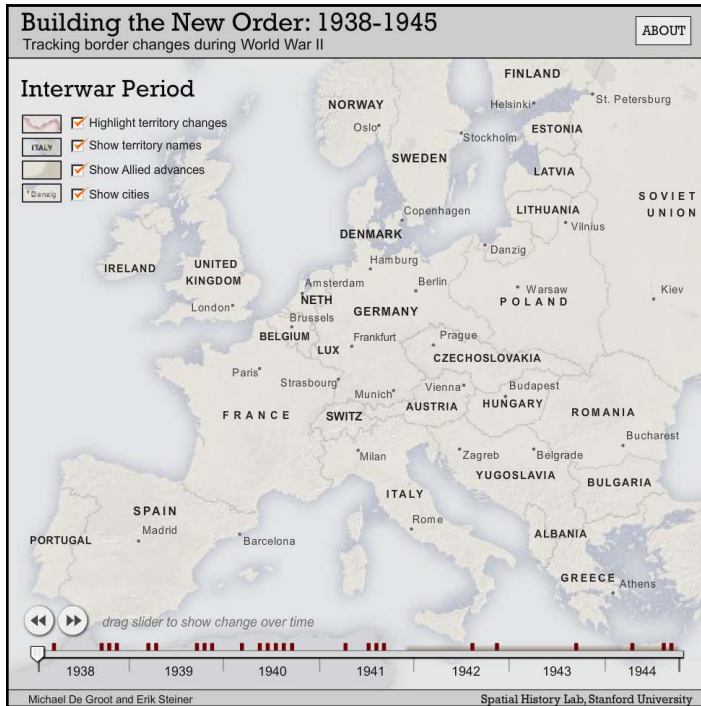 Building the New Order: 1938-1945
Tracking border changes during World War II
ABOUT
Interwar Period
Highlight territory changes
ITALY
Show territory names
Show Allied advances
Danzig
Show cities
FINLAND
NORWAY
Helsinki
St. Petersburg
Oslo
Stockholm
ESTONIA
SWEDEN
LATVIA
SOVIET
UNION
LITHUANIA
Copenhagen
Vilnius
DENMARK
Danzig
IRELAND
UNITED
KINGDOM
Hamburg
Amsterdam
Berlin
Warsaw
Kiev
NETH
POLAND
London
GERMANY
Brussels
BELGIUM
Frankfurt
Prague
LUX
CZECHOSLOVAKIA
Paris
Strasbourg
Munich
Vienna
Budapest
AUSTRIA
HUNGARY
FRANCE
SWITZ
ROMANIA
Bucharest
Milan
Zagreb
Belgrade
YUGOSLAVIA
BULGARIA
ITALY
SPAIN
Rome
Madrid
ALBANIA
PORTUGAL
Barcelona
GREECE
Athens
drag slider to show change over time
1938
1939
1940
1941
1942
1943
1944
Michael De Groot and Erik Steiner
Spatial History Lab, Stanford University